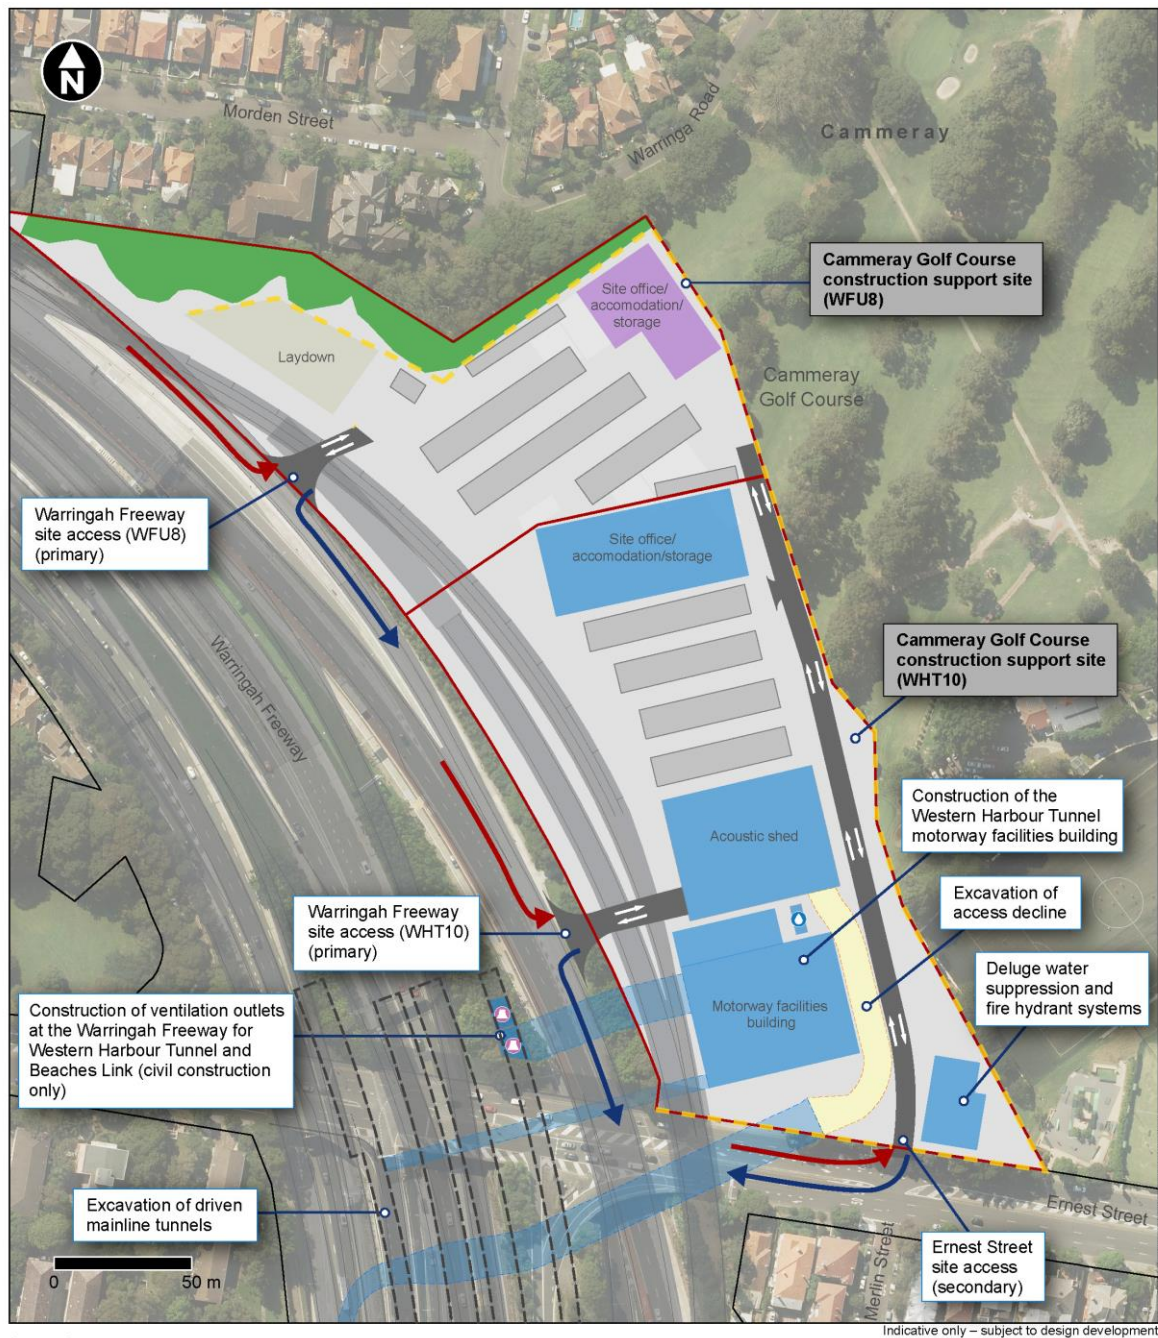 N
Morden Street
Warringa Road
Cammeray
Cammeray Golf Course
construction support site
(WFU8)
Site office/
accomodation/
storage
Laydown
Cammeray
Golf Course
Warringah Freeway
site access (WFU8)
(primary)
Site office/
accomodation/storage
Cammeray Golf Course
construction support site
(WHT10)
Warringah Freeway
Construction of the
Western Harbour Tunnel
motorway facilities building
Acoustic shed
Excavation of
access decline
Warringah Freeway
site access (WHT10)
(primary)
Deluge water
suppression and
fire hydrant systems
Construction of ventilation outlets
at the Warringah Freeway for
Western Harbour Tunnel and
Beaches Link (civil construction
only)
Motorway facilities
building
Excavation of driven
mainline tunnels
Ernest Street
Merlin Street
Ernest Street
site access
(secondary)
0 50 m
Indicative only – subject to design development